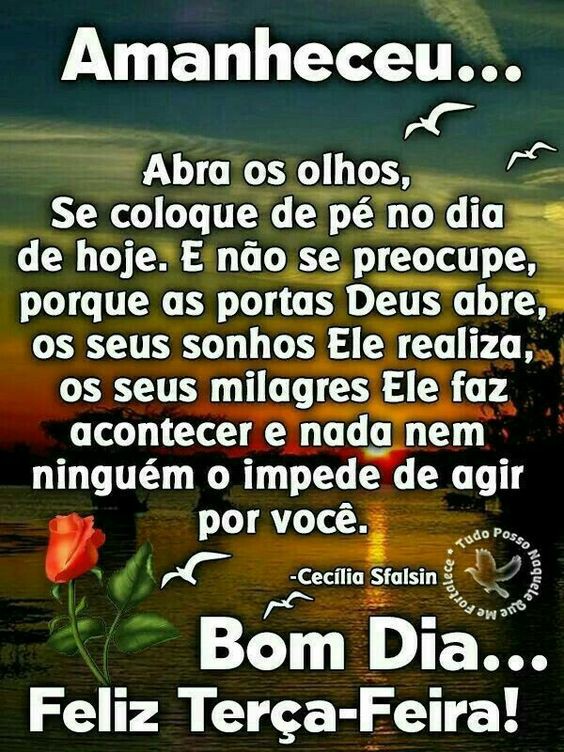 Amanheceu...
Abra os olhos,
Se coloque de pé no dia
de hoje. E não se preocupe,
porque as portas Deus abre,
os seus sonhos Ele realiza,
os seus milagres Ele faz
acontecer e nada nem
ninguém o impede de agir
por você.
-Cecília Sfalsin
Tudo Posso Naquele Que Me Fortalece
Bom Dia...
Feliz Terça-Feira!